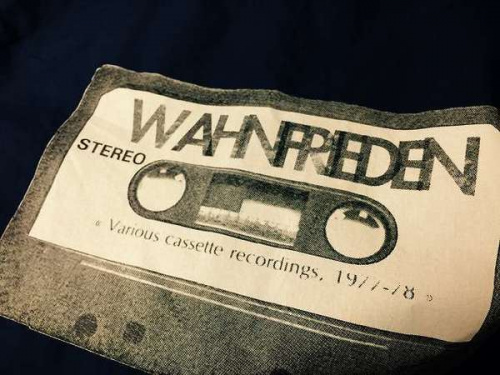 WAHNFRIEDEN
STEREO
« Various cassette recordings, 1977-78 »